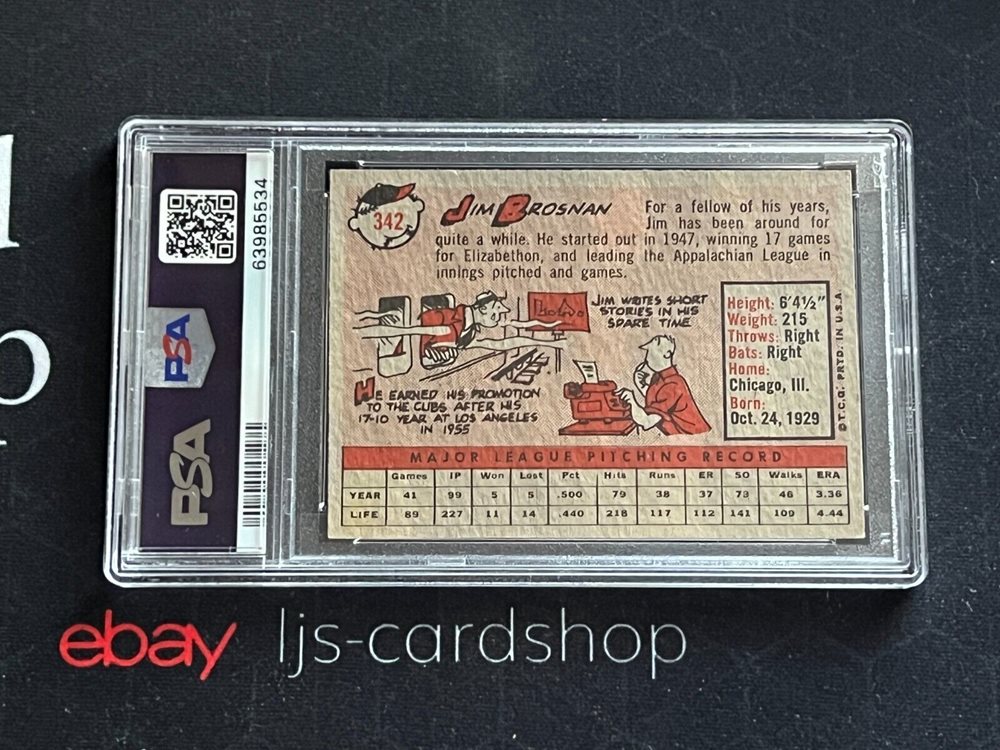 63985534
PSA
PSA
342
JIM BROSNAN
For a fellow of his years,
Jim has been around for
quite a while. He started out in 1947, winning 17 games
for Elizabethon, and leading the Appalachian League in
innings pitched and games.
JIM WRITES SHORT
STORIES IN HIS
SPARE TIME
HE EARNED HIS PROMOTION
TO THE CUBS AFTER HIS
17-10 YEAR AT LOS ANGELES
IN 1955
Height: 6'4½"
Weight: 215
Throws: Right
Bats: Right
Home:
Chicago, Ill.
Born:
Oct. 24, 1929
©T.C.G. PRTD. IN U.S.A
MAJOR LEAGUE PITCHING RECORD
Games IP Won Lost Pct Hits Runs ER SO Walks ERA
YEAR 41 99 5 5 .500 79 38 37 73 46 3.36
LIFE 89 227 11 14 .440 218 117 112 141 109 4.44
ebay ljs-cardshop